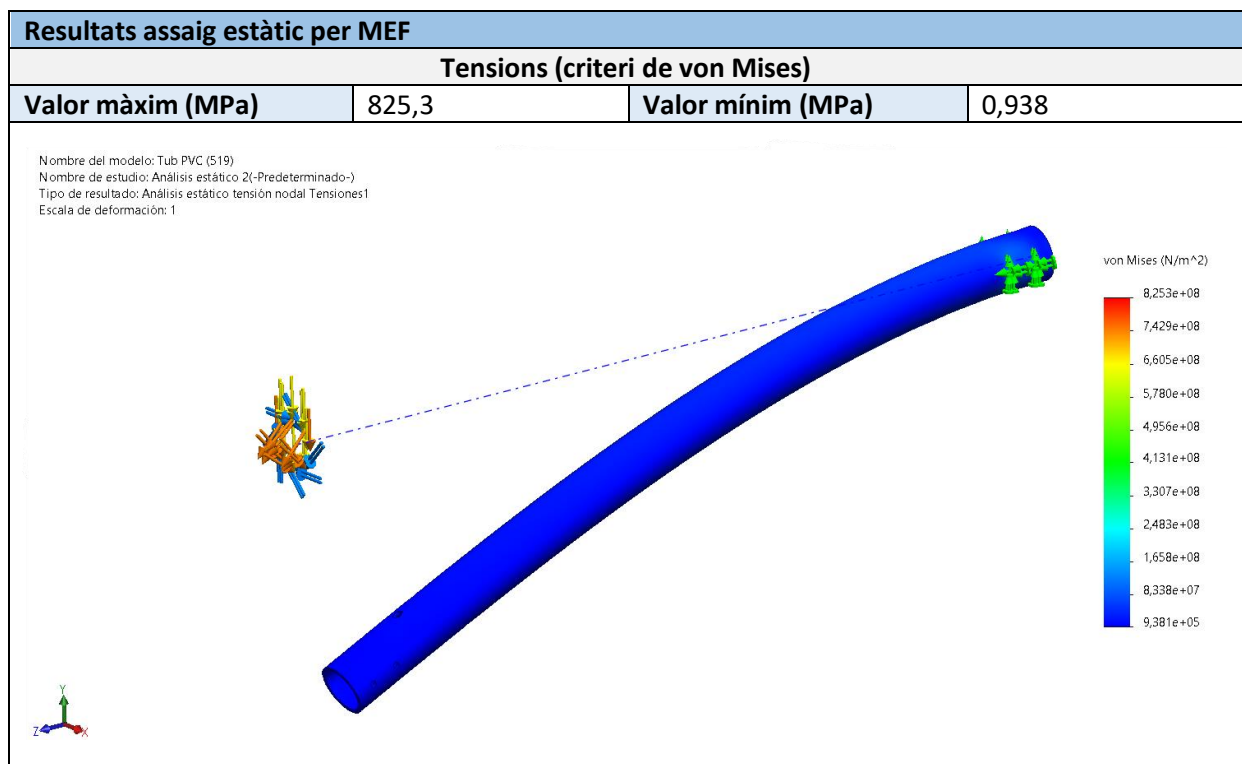 Resultats assaig estàtic per MEF
Tensions (criteri de von Mises)
Valor màxim (MPa) 825,3 Valor mínim (MPa) 0,938
Nombre del modelo: Tub PVC (519)
Nombre de estudio: Análisis estático 2(-Predeterminado-)
Tipo de resultado: Análisis estático tensión nodal Tensiones1
Escala de deformación: 1
von Mises (N/m^2)
8,253e+08
7,429e+08
6,605e+08
5,780e+08
4,956e+08
4,131e+08
3,307e+08
2,483e+08
1,658e+08
8,338e+07
9,381e+05
Y
Z X